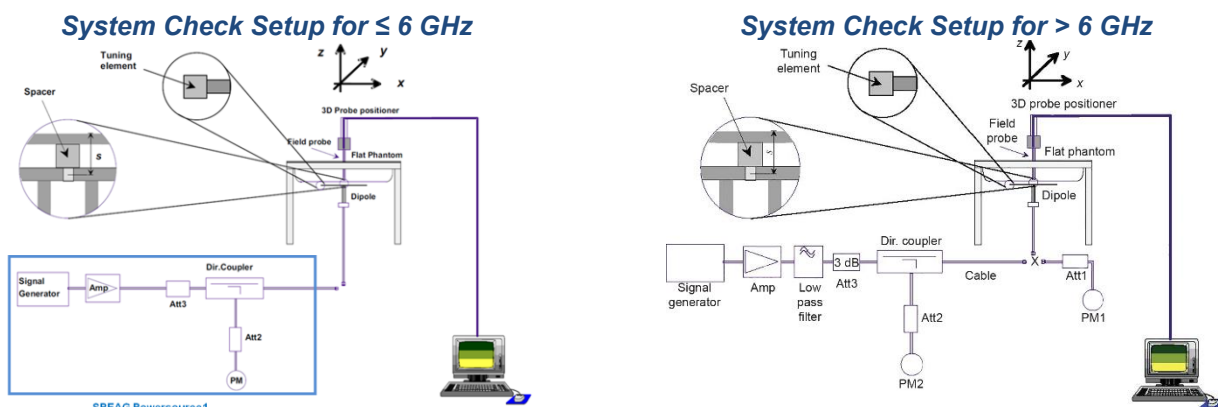 System Check Setup for ≤ 6 GHz
Tuning
element
z
y
x
Spacer
3D Probe positioner
s
Field probe
Flat Phantom
Dipole
Signal
Generator
Amp
Att3
Dir.Coupler
Att2
PM
SPEAG Powersource1
System Check Setup for > 6 GHz
Tuning
element
z
y
x
Spacer
3D probe positioner
s
Field
probe
Flat phantom
Dipole
Signal
generator
Amp
Low
pass
filter
3 dB
Att3
Dir. coupler
Cable
X
Att1
PM1
Att2
PM2